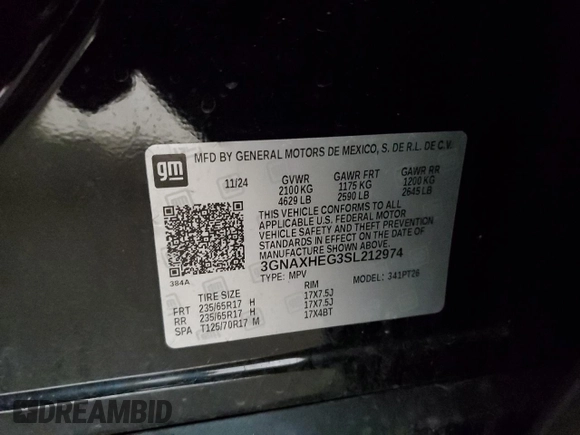 gm
MFD BY GENERAL MOTORS DE MEXICO, S. DE R.L. DE C.V.
11/24 GVWR GAWR FRT GAWR RR
2100 KG 1175 KG 1200 KG
4629 LB 2590 LB 2645 LB
THIS VEHICLE CONFORMS TO ALL
APPLICABLE U.S. FEDERAL MOTOR
VEHICLE SAFETY AND THEFT PREVENTION
STANDARDS IN EFFECT ON THE DATE OF
MANUFACTURE SHOWN ABOVE.
3GNAXHEG3SL212974
384A TYPE: MPV MODEL: 341PT26
TIRE SIZE RIM
FRT 235/65R17 H 17X7.5J
RR 235/65R17 H 17X7.5J
SPA T125/70R17 M 17X4BT
DREAMBID